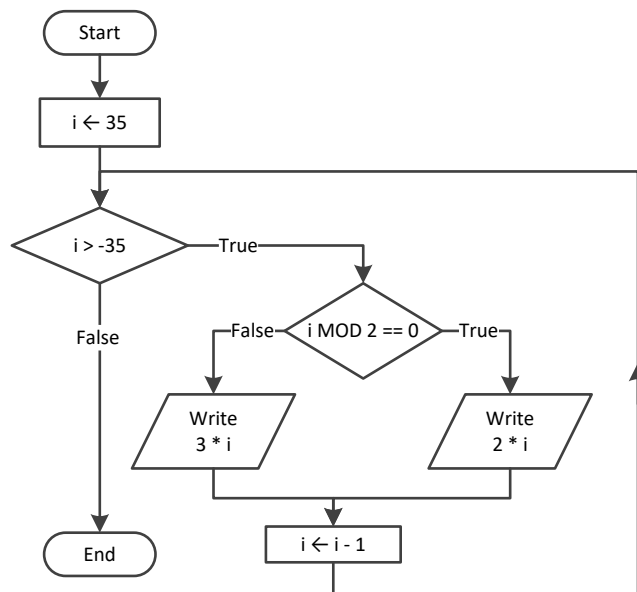 Start
i ← 35
i > -35
True
False
i MOD 2 == 0
False
True
Write
3 * i
Write
2 * i
i ← i - 1
End